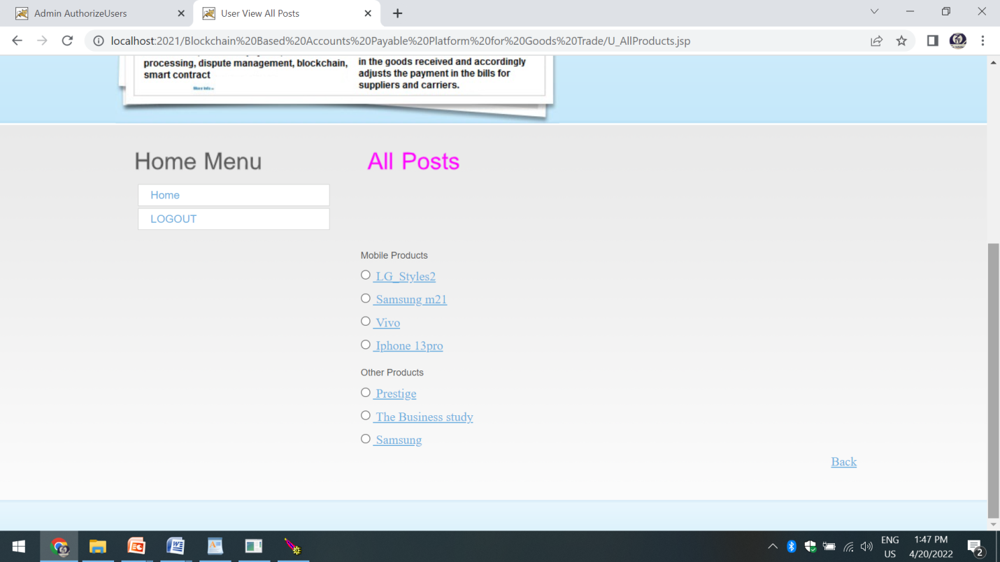 Admin AuthorizeUsers
User View All Posts
localhost:2021/Blockchain%20Based%20Accounts%20Payable%20Platform%20for%20Goods%20Trade/U_AllProducts.jsp
processing, dispute management, blockchain,
smart contract
More Info...
in the goods received and accordingly
adjusts the payment in the bills for
suppliers and carriers.
Home Menu
Home
LOGOUT
All Posts
Mobile Products
LG_Styles2
Samsung m21
Vivo
Iphone 13pro
Other Products
Prestige
The Business study
Samsung
Back
ENG
US
1:47 PM
4/20/2022
2